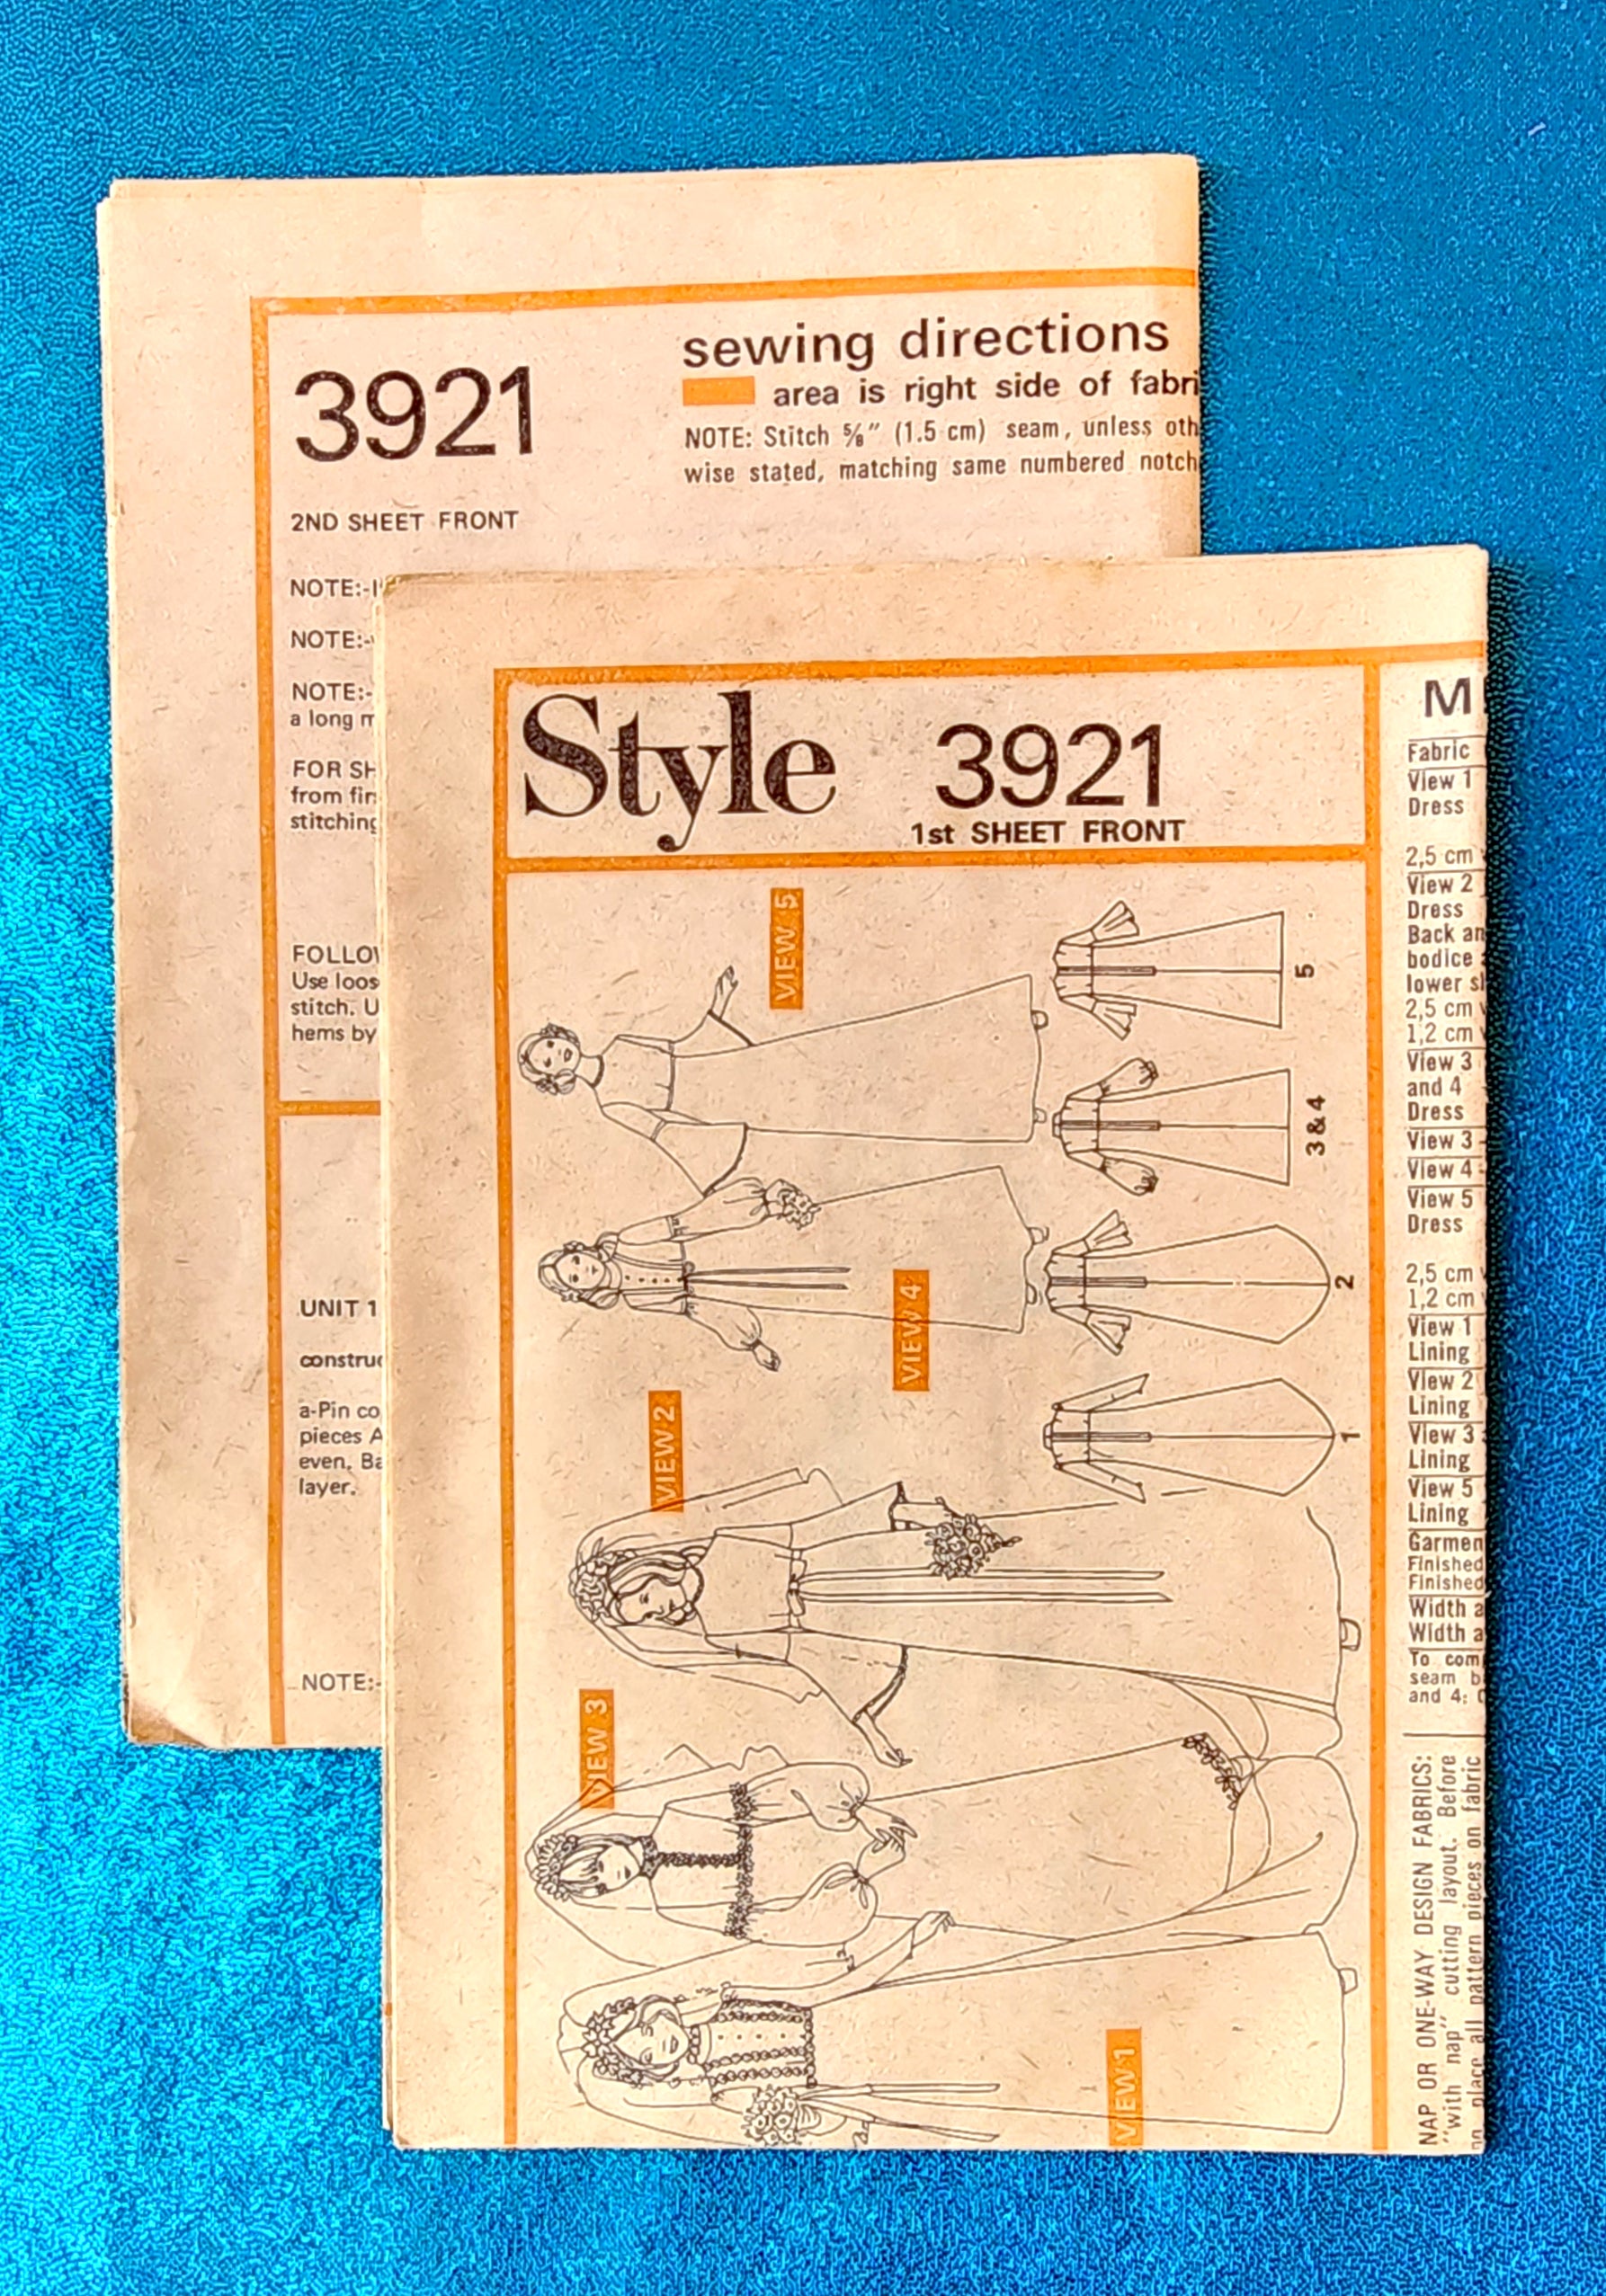 3921
sewing directions
area is right side of fabri
NOTE: Stitch ⅝" (1.5 cm) seam, unless oth
wise stated, matching same numbered notch
2ND SHEET FRONT
NOTE:-
NOTE:-
NOTE:-
a long m
FOR SH
from fir
stitching
FOLLOW
Use loos
stitch. U
hems by
UNIT 1
construc
a-Pin co
pieces A
even. Ba
layer.
NOTE:-
Style 3921
1st SHEET FRONT
VIEW 5
5
3 & 4
VIEW 4
2
VIEW 2
1
VIEW 3
VIEW 1
M
Fabric
View 1
Dress
2,5 cm
View 2
Dress
Back an
bodice
lower sl
2,5 cm
1,2 cm
View 3
and 4
Dress
View 3
View 4
View 5
Dress
2,5 cm
1,2 cm
View 1
Lining
View 2
Lining
View 3
Lining
View 5
Lining
Garmen
Finished
Finished
Width a
Width a
To com
seam b
and 4:
NAP OR ONE-WAY DESIGN FABRICS:
"with nap" cutting layout. Before
place all pattern pieces on fabric